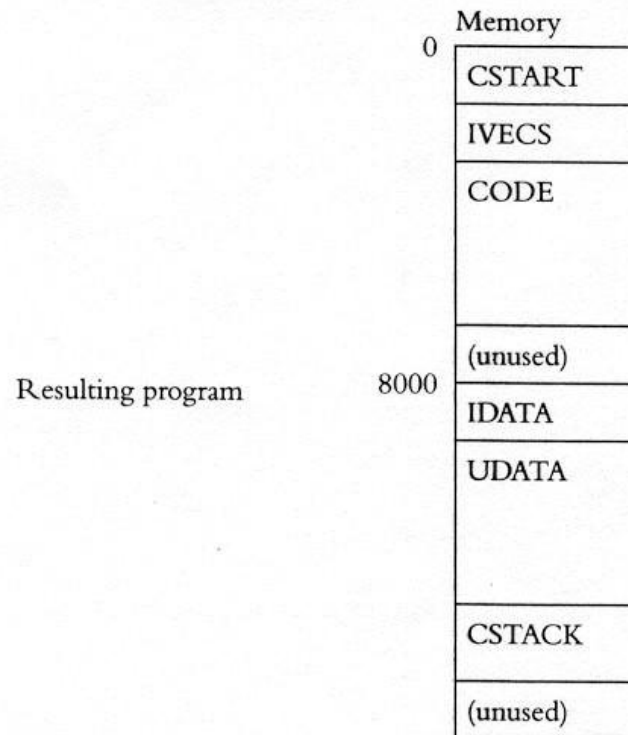 Memory
0
CSTART
IVECS
CODE
(unused)
Resulting program
8000
IDATA
UDATA
CSTACK
(unused)